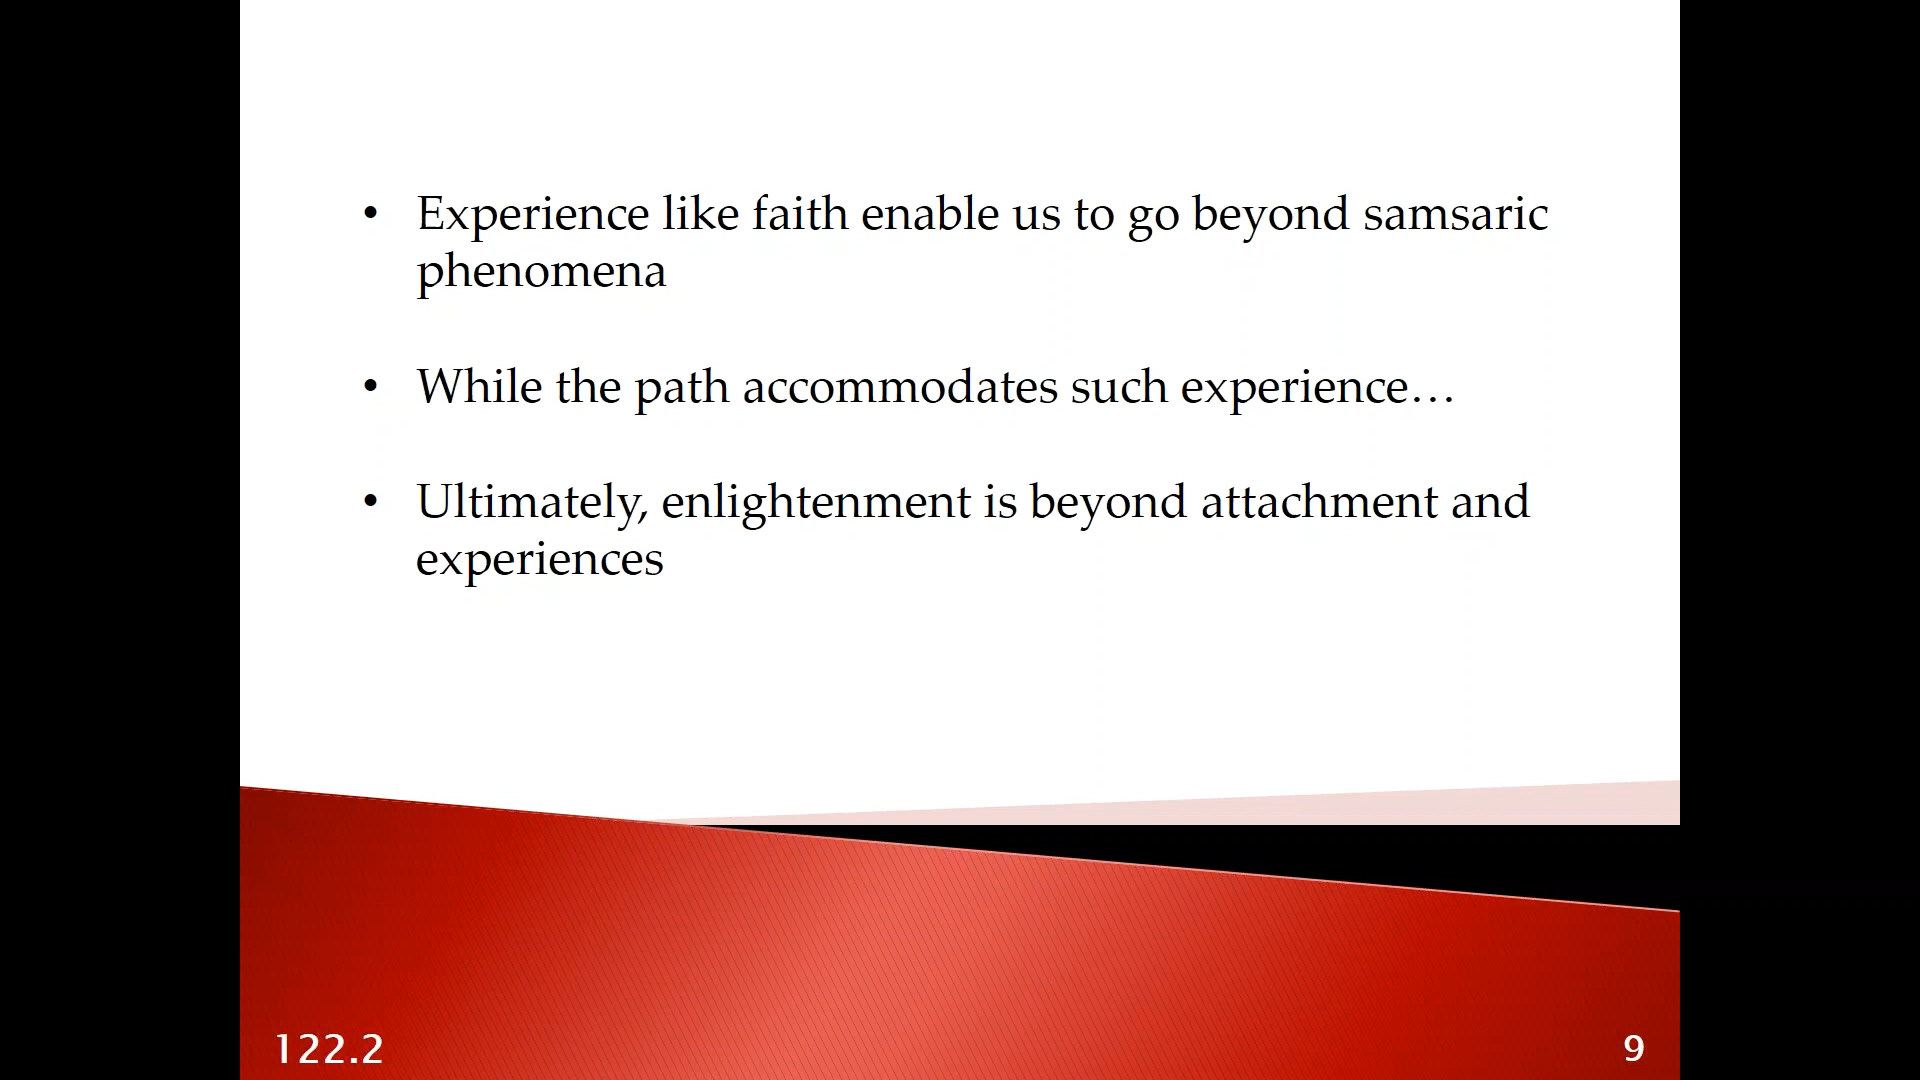 • Experience like faith enable us to go beyond samsaric
phenomena
• While the path accommodates such experience…
• Ultimately, enlightenment is beyond attachment and
experiences
122.2
9